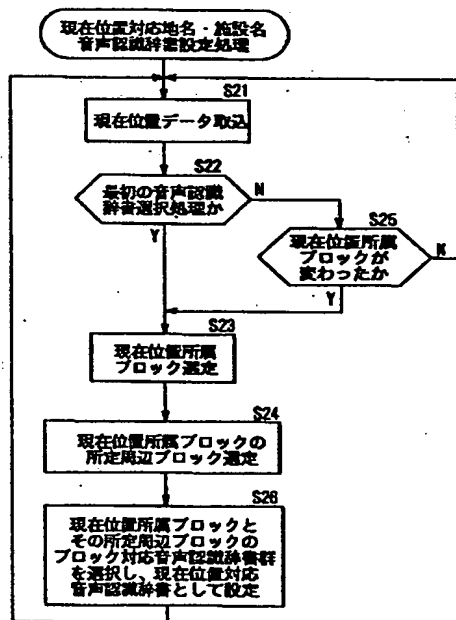 現在位置対応地名・施設名
音声認識辞書設定処理
S21
現在位置データ取込
S22
最初の音声認識
辞書選択処理か
N
Y
S25
現在位置所属
ブロックが
変わったか
N
Y
S23
現在位置所属
ブロック選定
S24
現在位置所属ブロックの
所定周辺ブロック選定
S26
現在位置所属ブロックと
その所定周辺ブロックの
ブロック対応音声認識辞書群
を選択し、現在位置対応
音声認識辞書として設定